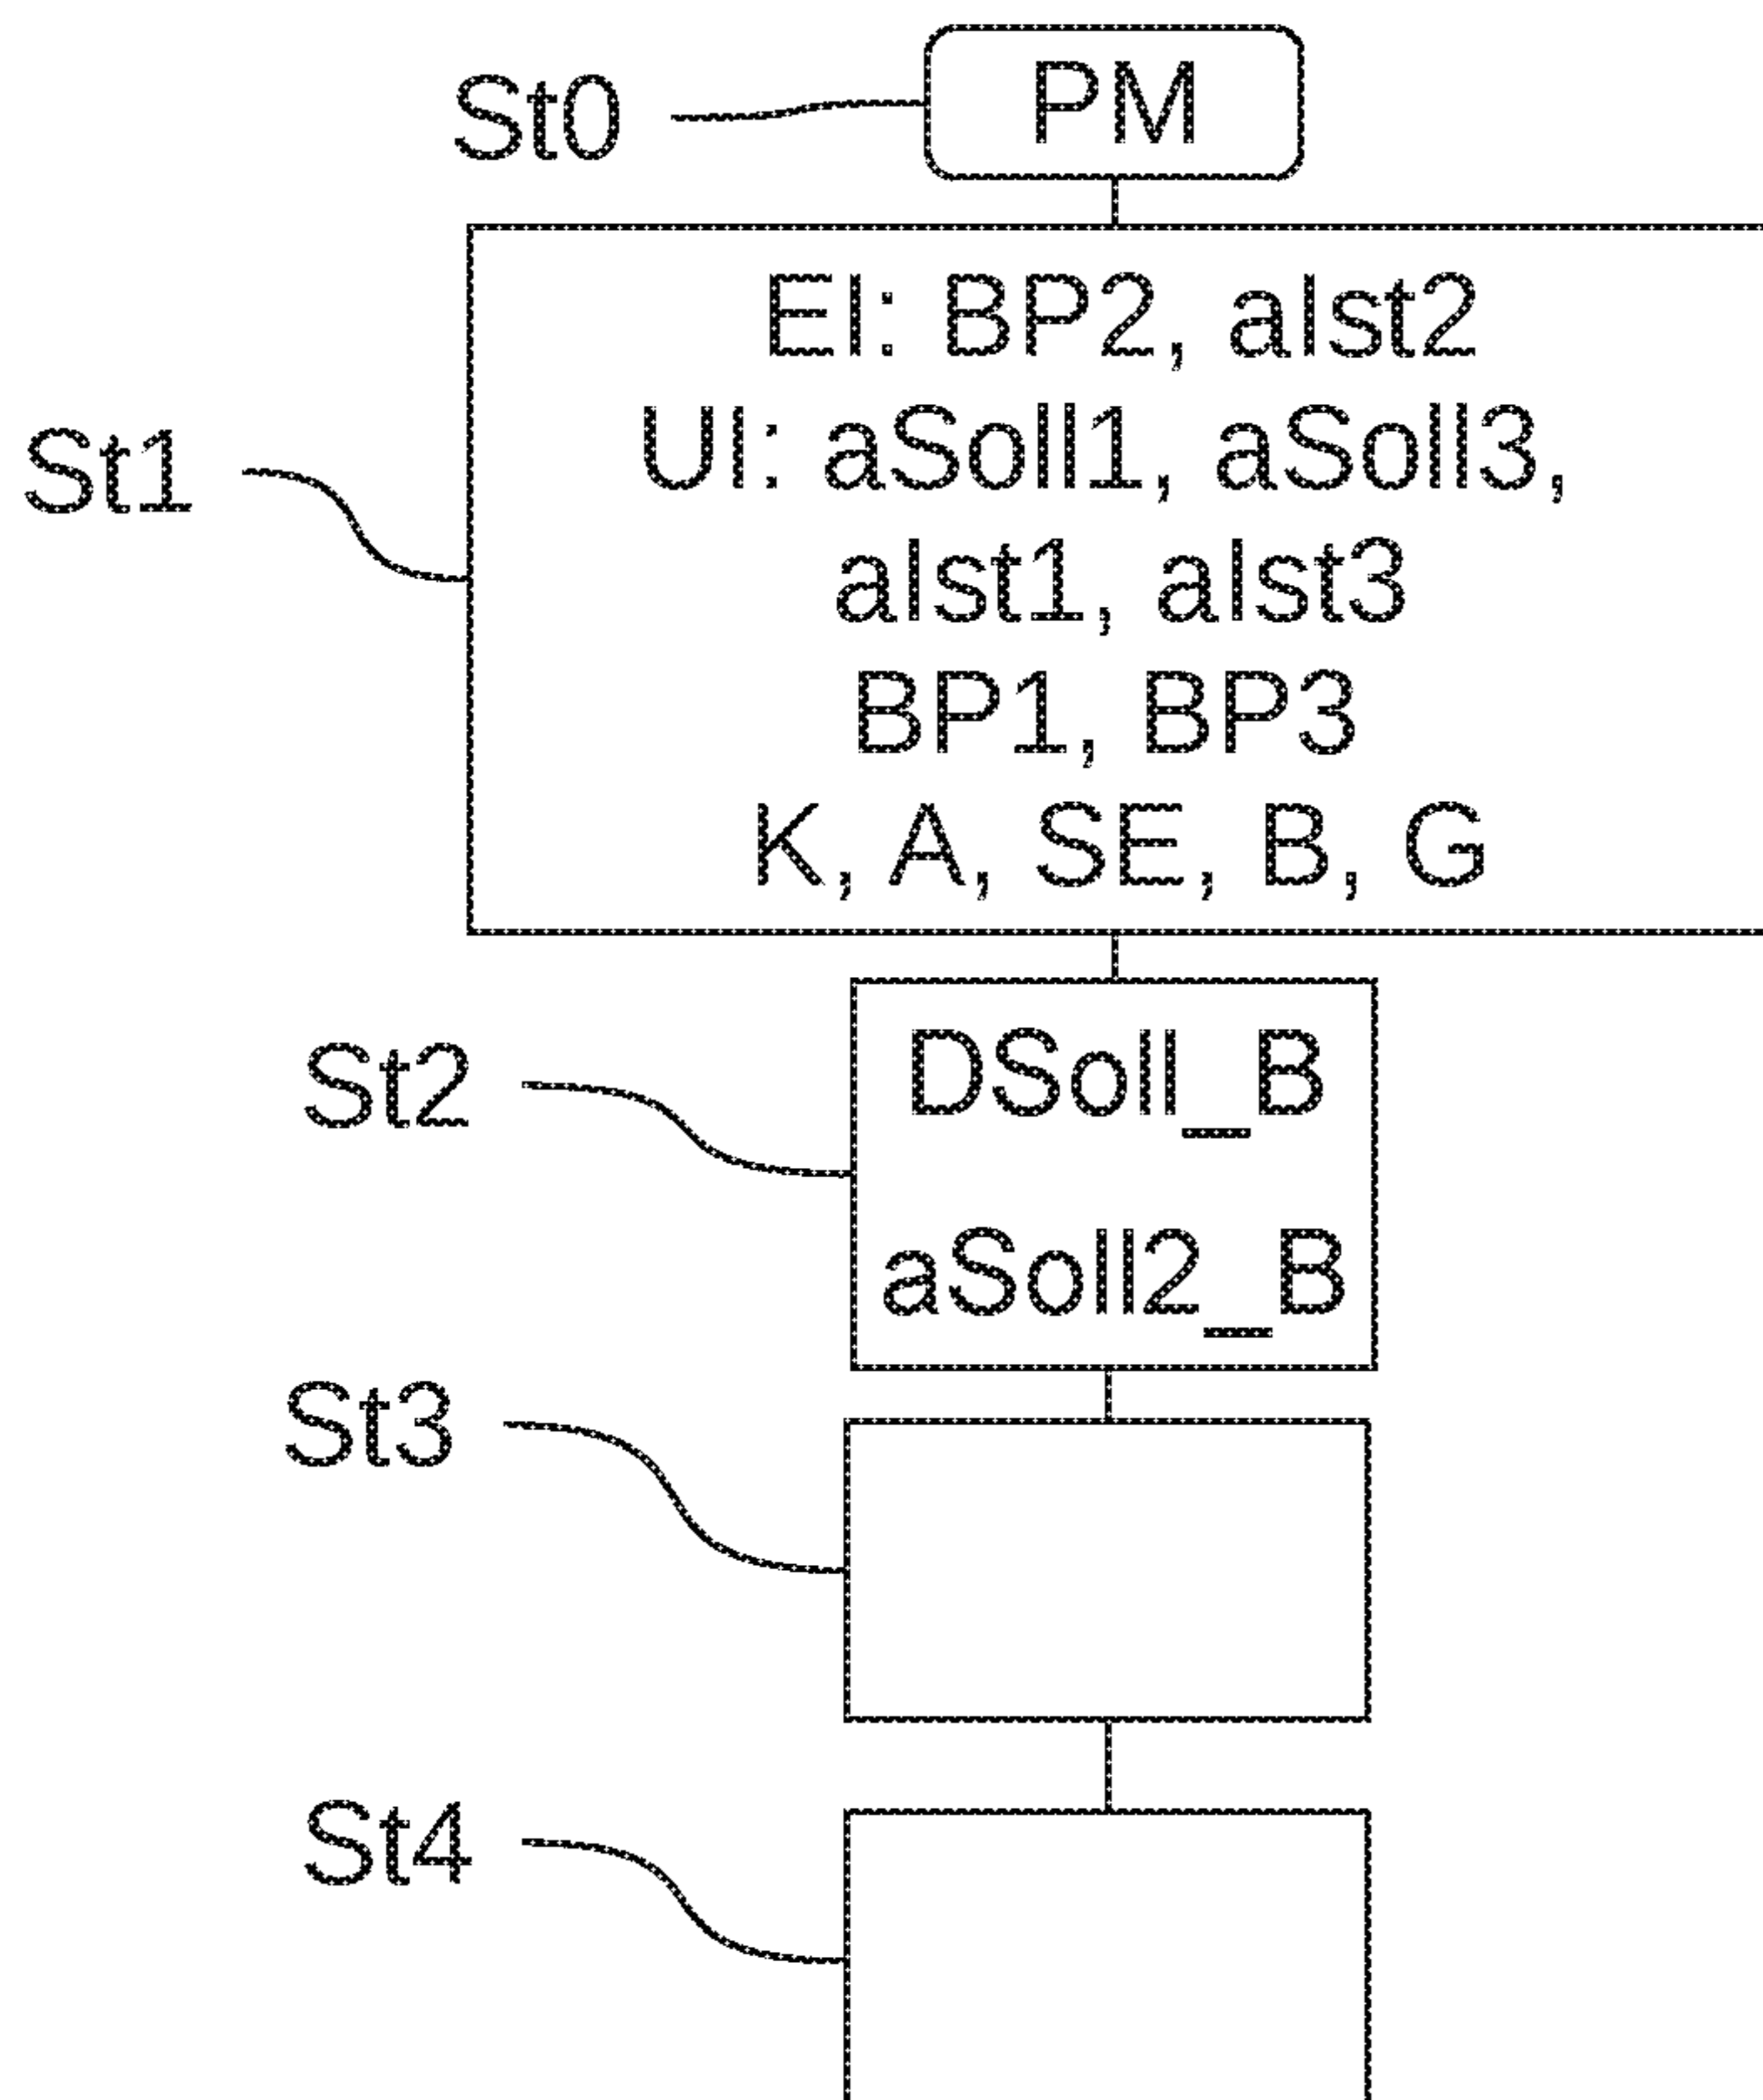 St0
PM
EI: BP2, aIst2
UI: aSoll1, aSoll3,
aIst1, aIst3
BP1, BP3
K, A, SE, B, G
St1
DSoll_B
aSoll2_B
St2
St3
St4